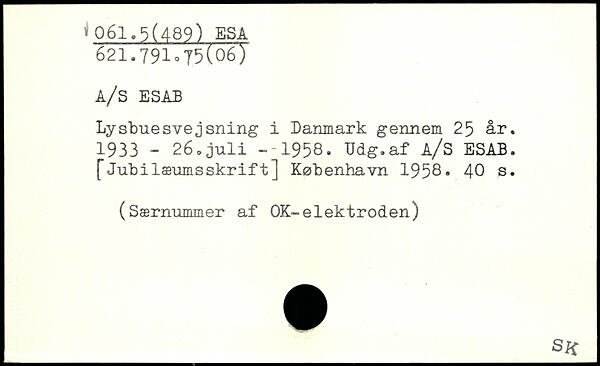 061.5(489) ESA
621.791.75(06)
A/S ESAB
Lysbuesvejsning i Danmark gennem 25 år.
1933 - 26.juli - 1958. Udg.af A/S ESAB.
[Jubilæumsskrift] København 1958. 40 s.
(Særnummer af OK-elektroden)
SK